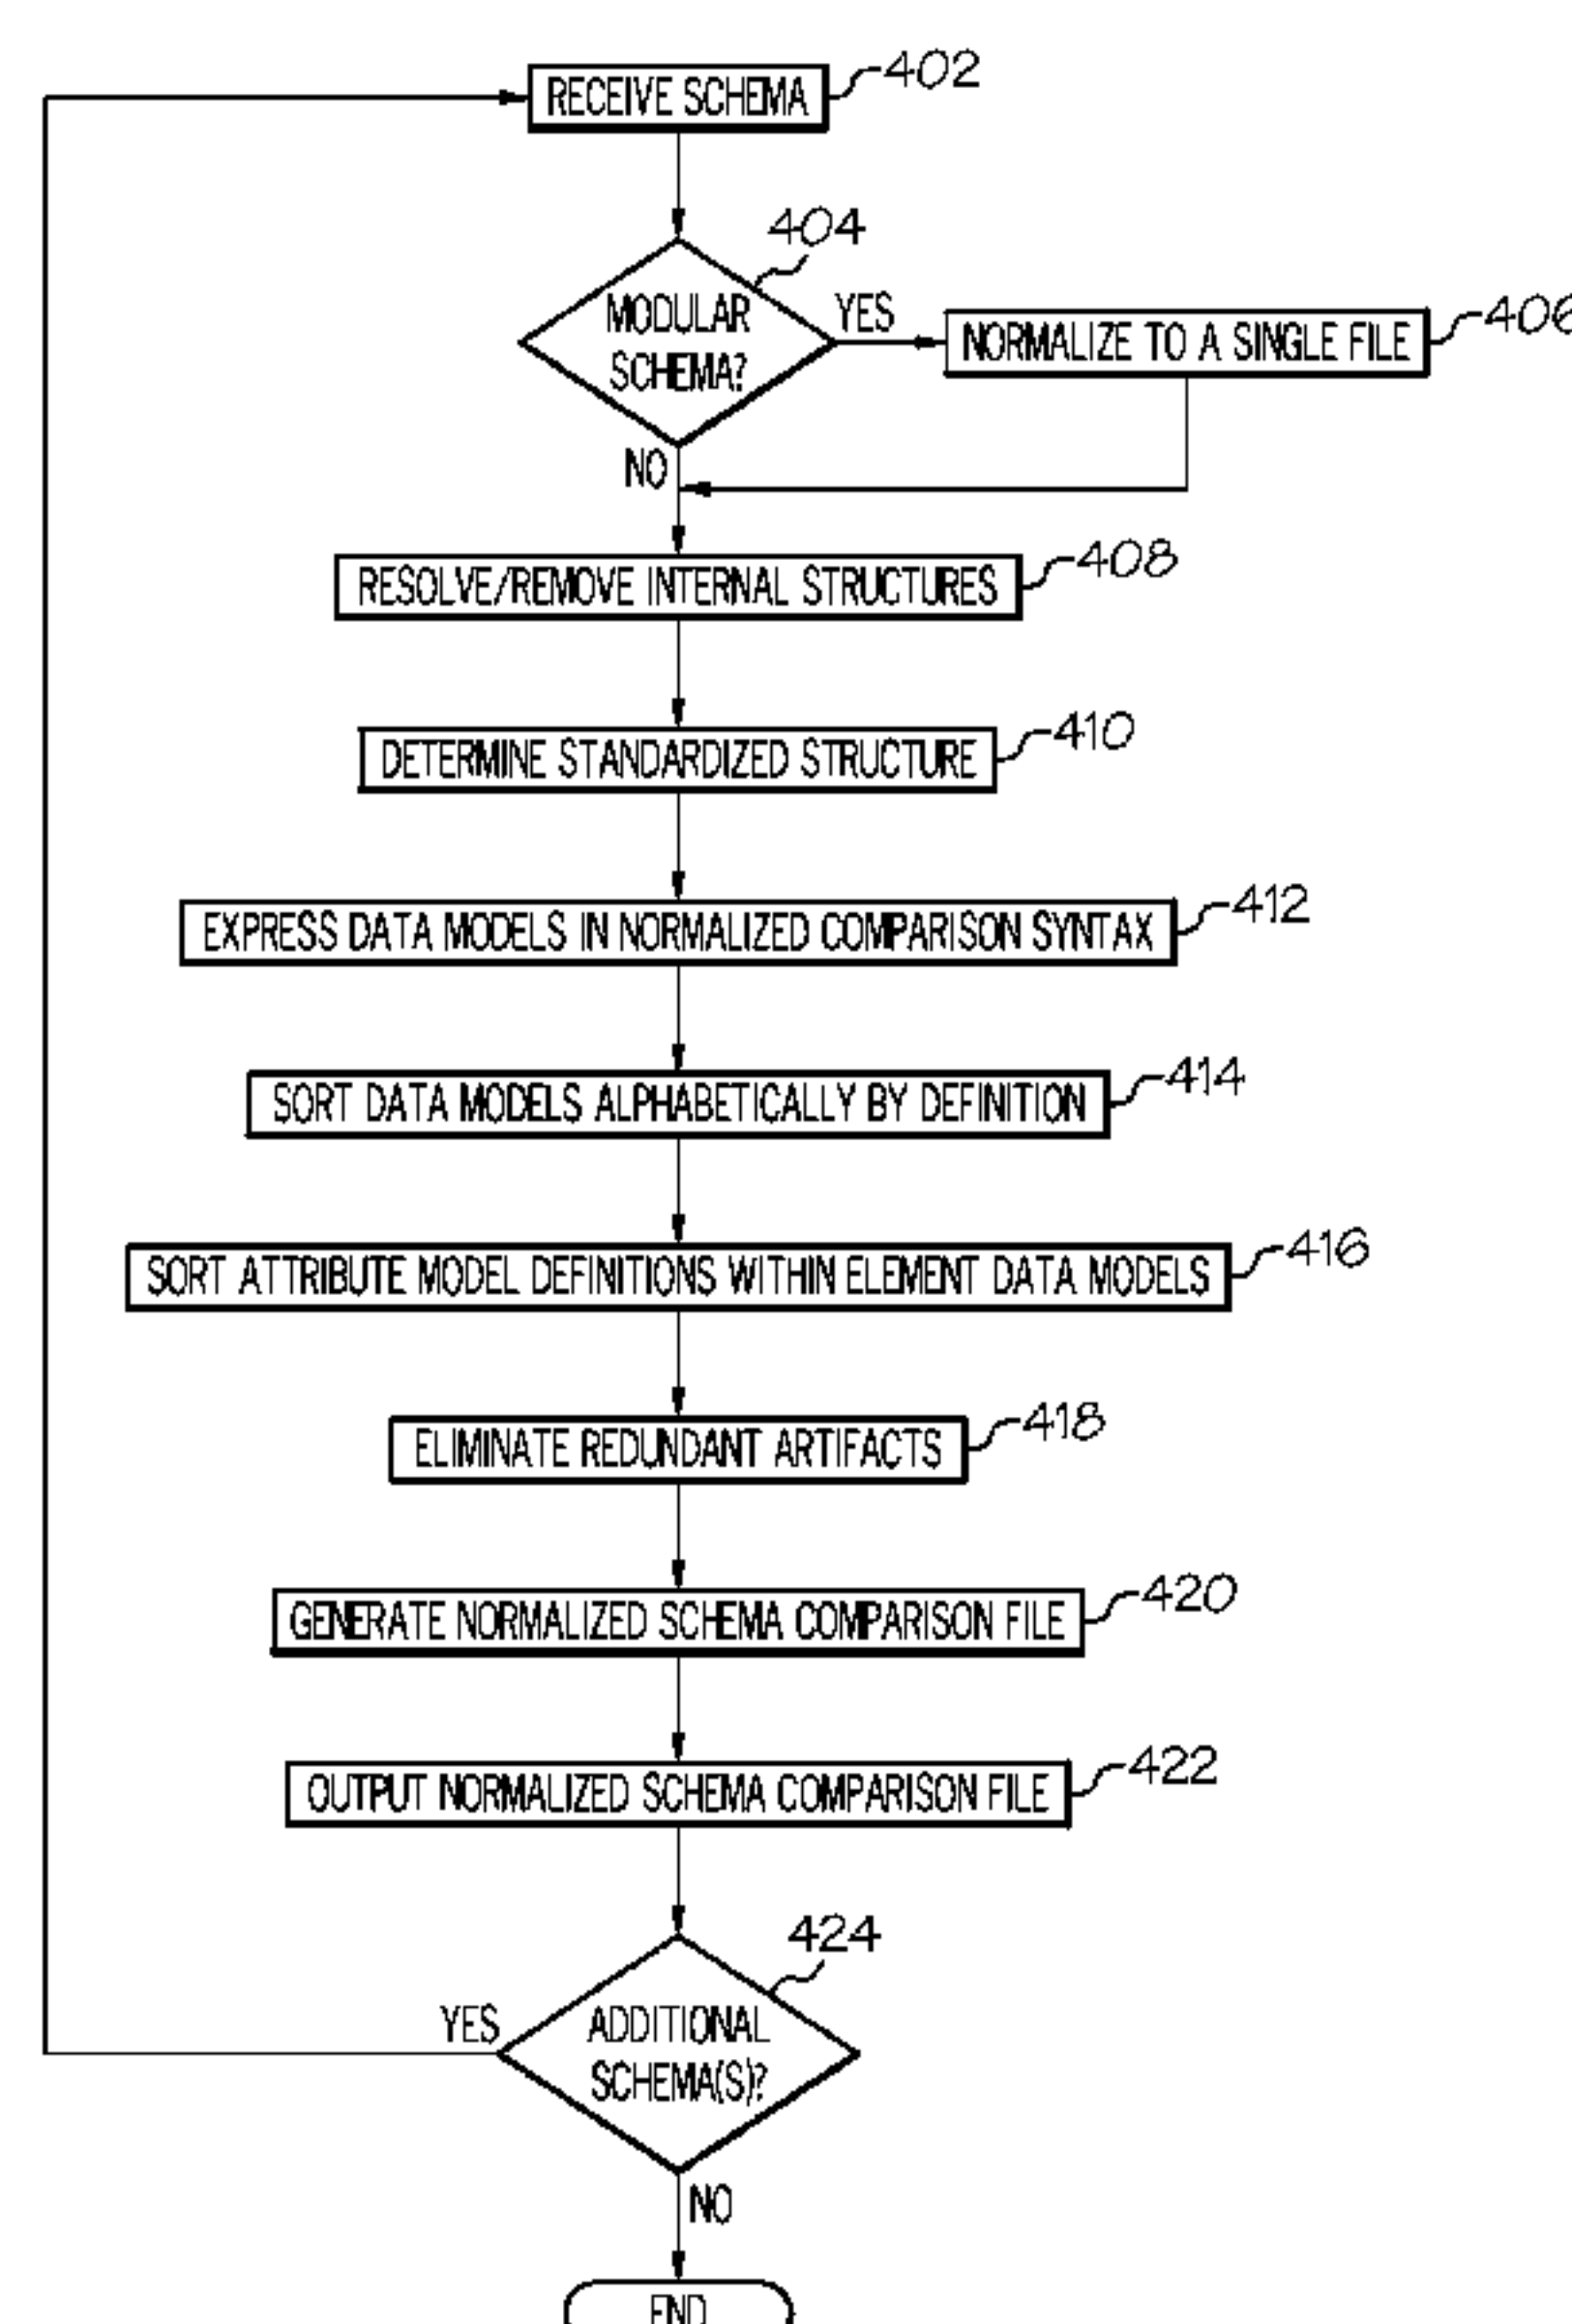 RECEIVE SCHEMA
402
404
MODULAR
SCHEMA?
YES
NORMALIZE TO A SINGLE FILE
406
NO
RESOLVE/REMOVE INTERNAL STRUCTURES
408
DETERMINE STANDARDIZED STRUCTURE
410
EXPRESS DATA MODELS IN NORMALIZED COMPARISON SYNTAX
412
SORT DATA MODELS ALPHABETICALLY BY DEFINITION
414
SORT ATTRIBUTE MODEL DEFINITIONS WITHIN ELEMENT DATA MODELS
416
ELIMINATE REDUNDANT ARTIFACTS
418
GENERATE NORMALIZED SCHEMA COMPARISON FILE
420
OUTPUT NORMALIZED SCHEMA COMPARISON FILE
422
424
YES
ADDITIONAL
SCHEMA(S)?
NO
END